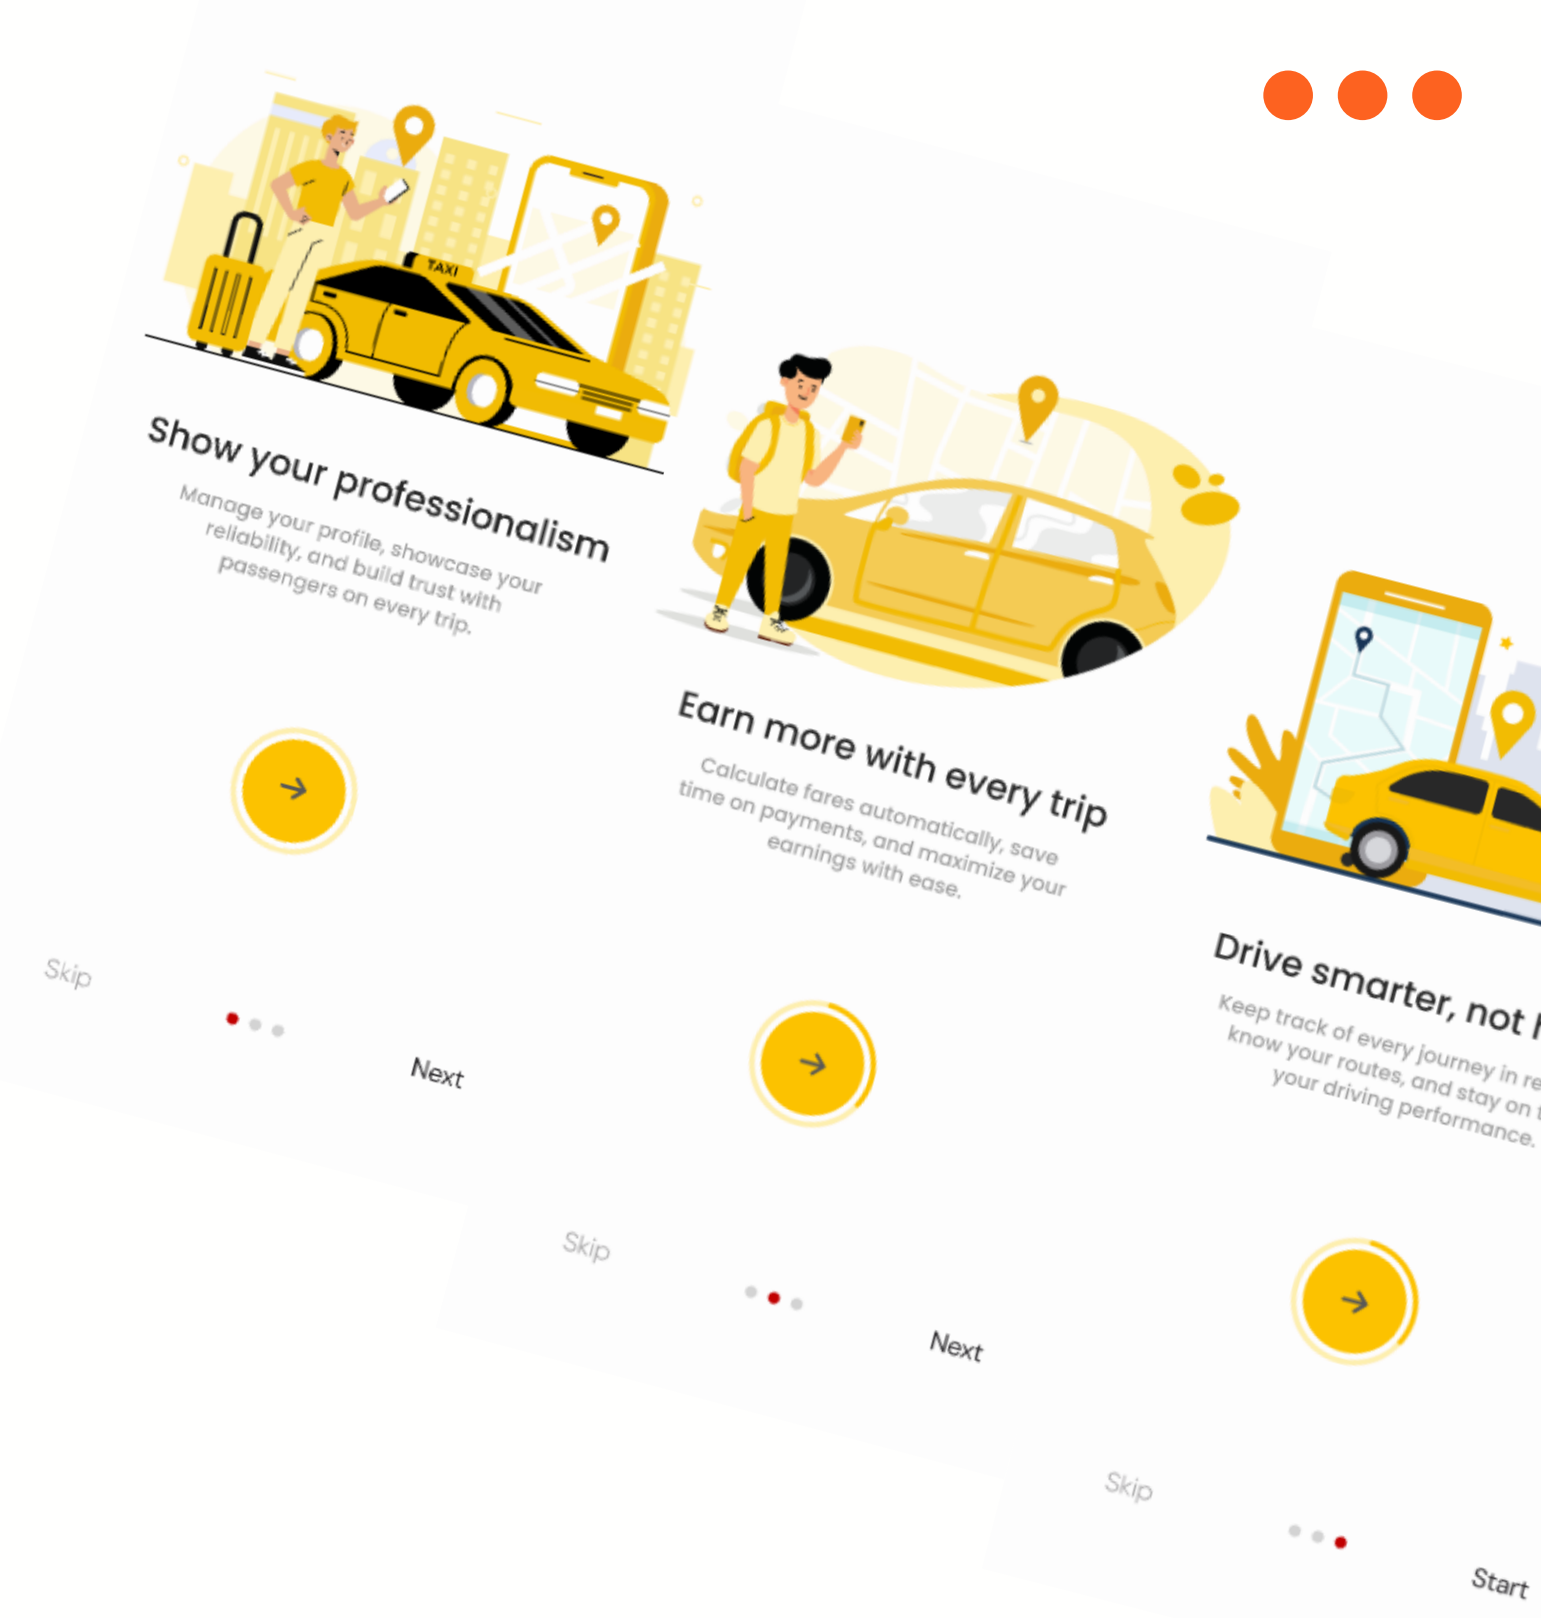 TAXI
Show your professionalism
Manage your profile, showcase your
reliability, and build trust with
passengers on every trip.
Skip
Next
Earn more with every trip
Calculate fares automatically, save
time on payments, and maximize your
earnings with ease.
Skip
Next
Drive smarter, not
Keep track of every journey in
know your routes, and stay on
your driving performance.
Skip
Start